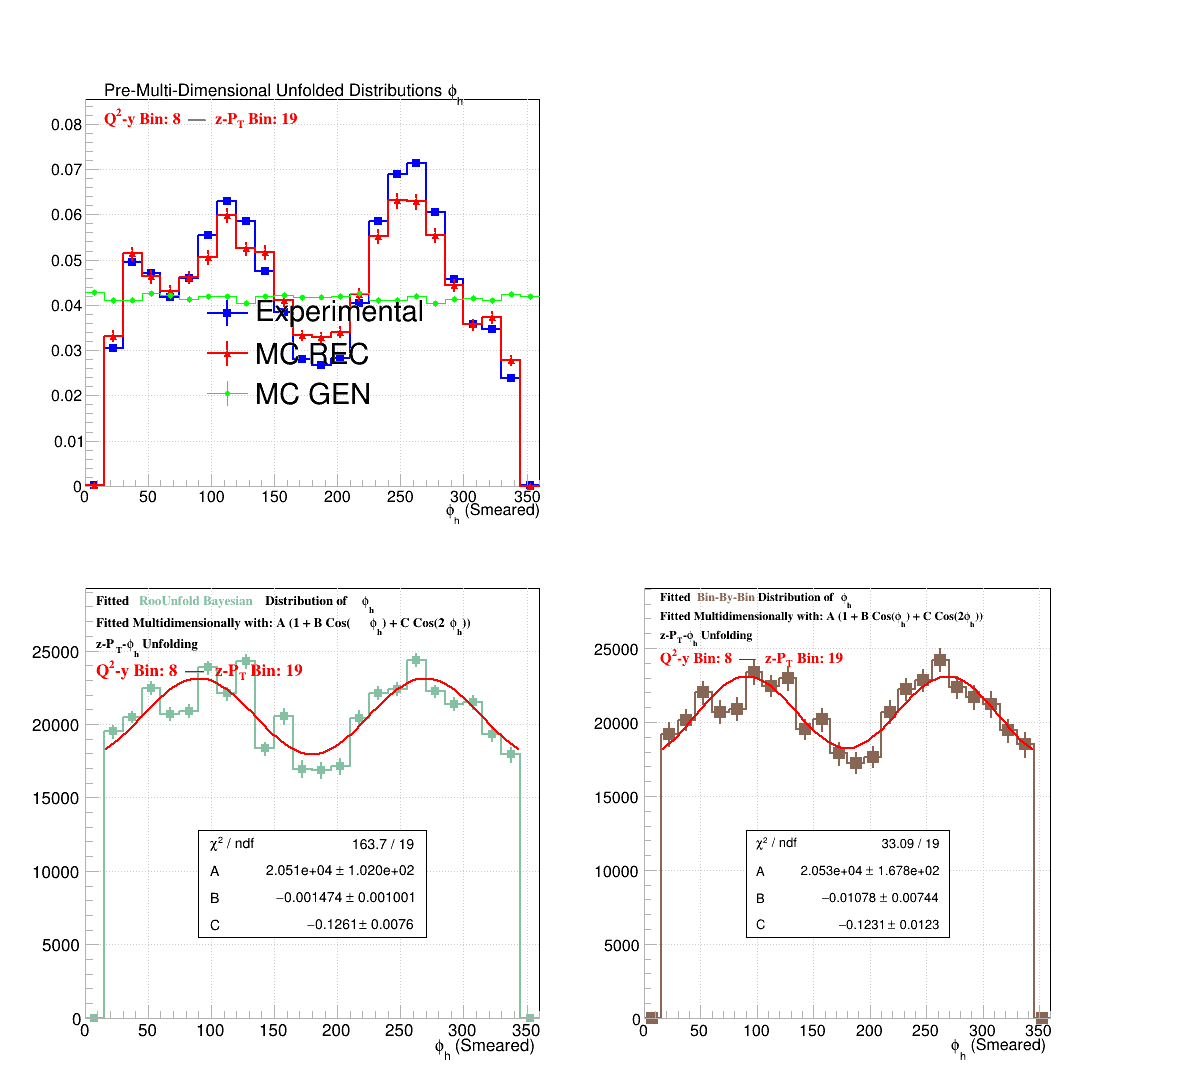 Pre-Multi-Dimensional Unfolded Distributions ϕh
Q²-y Bin: 8 — z-PT Bin: 19
0.08
0.07
0.06
0.05
0.04
0.03
0.02
0.01
0
Experimental
MC REC
MC GEN
0 50 100 150 200 250 300 350
ϕh (Smeared)
Fitted RooUnfold Bayesian Distribution of ϕh
Fitted Multidimensionally with: A (1 + B Cos( ϕh) + C Cos(2 ϕh))
z-PT-ϕh Unfolding
Q²-y Bin: 8 — z-PT Bin: 19
25000
20000
15000
10000
5000
0
χ² / ndf 163.7 / 19
A 2.051e+04 ± 1.020e+02
B −0.001474 ± 0.001001
C −0.1261 ± 0.0076
0 50 100 150 200 250 300 350
ϕh (Smeared)
Fitted Bin-By-Bin Distribution of ϕh
Fitted Multidimensionally with: A (1 + B Cos(ϕh) + C Cos(2ϕh))
z-PT-ϕh Unfolding
Q²-y Bin: 8 — z-PT Bin: 19
25000
20000
15000
10000
5000
0
χ² / ndf 33.09 / 19
A 2.053e+04 ± 1.678e+02
B −0.01078 ± 0.00744
C −0.1231 ± 0.0123
0 50 100 150 200 250 300 350
ϕh (Smeared)